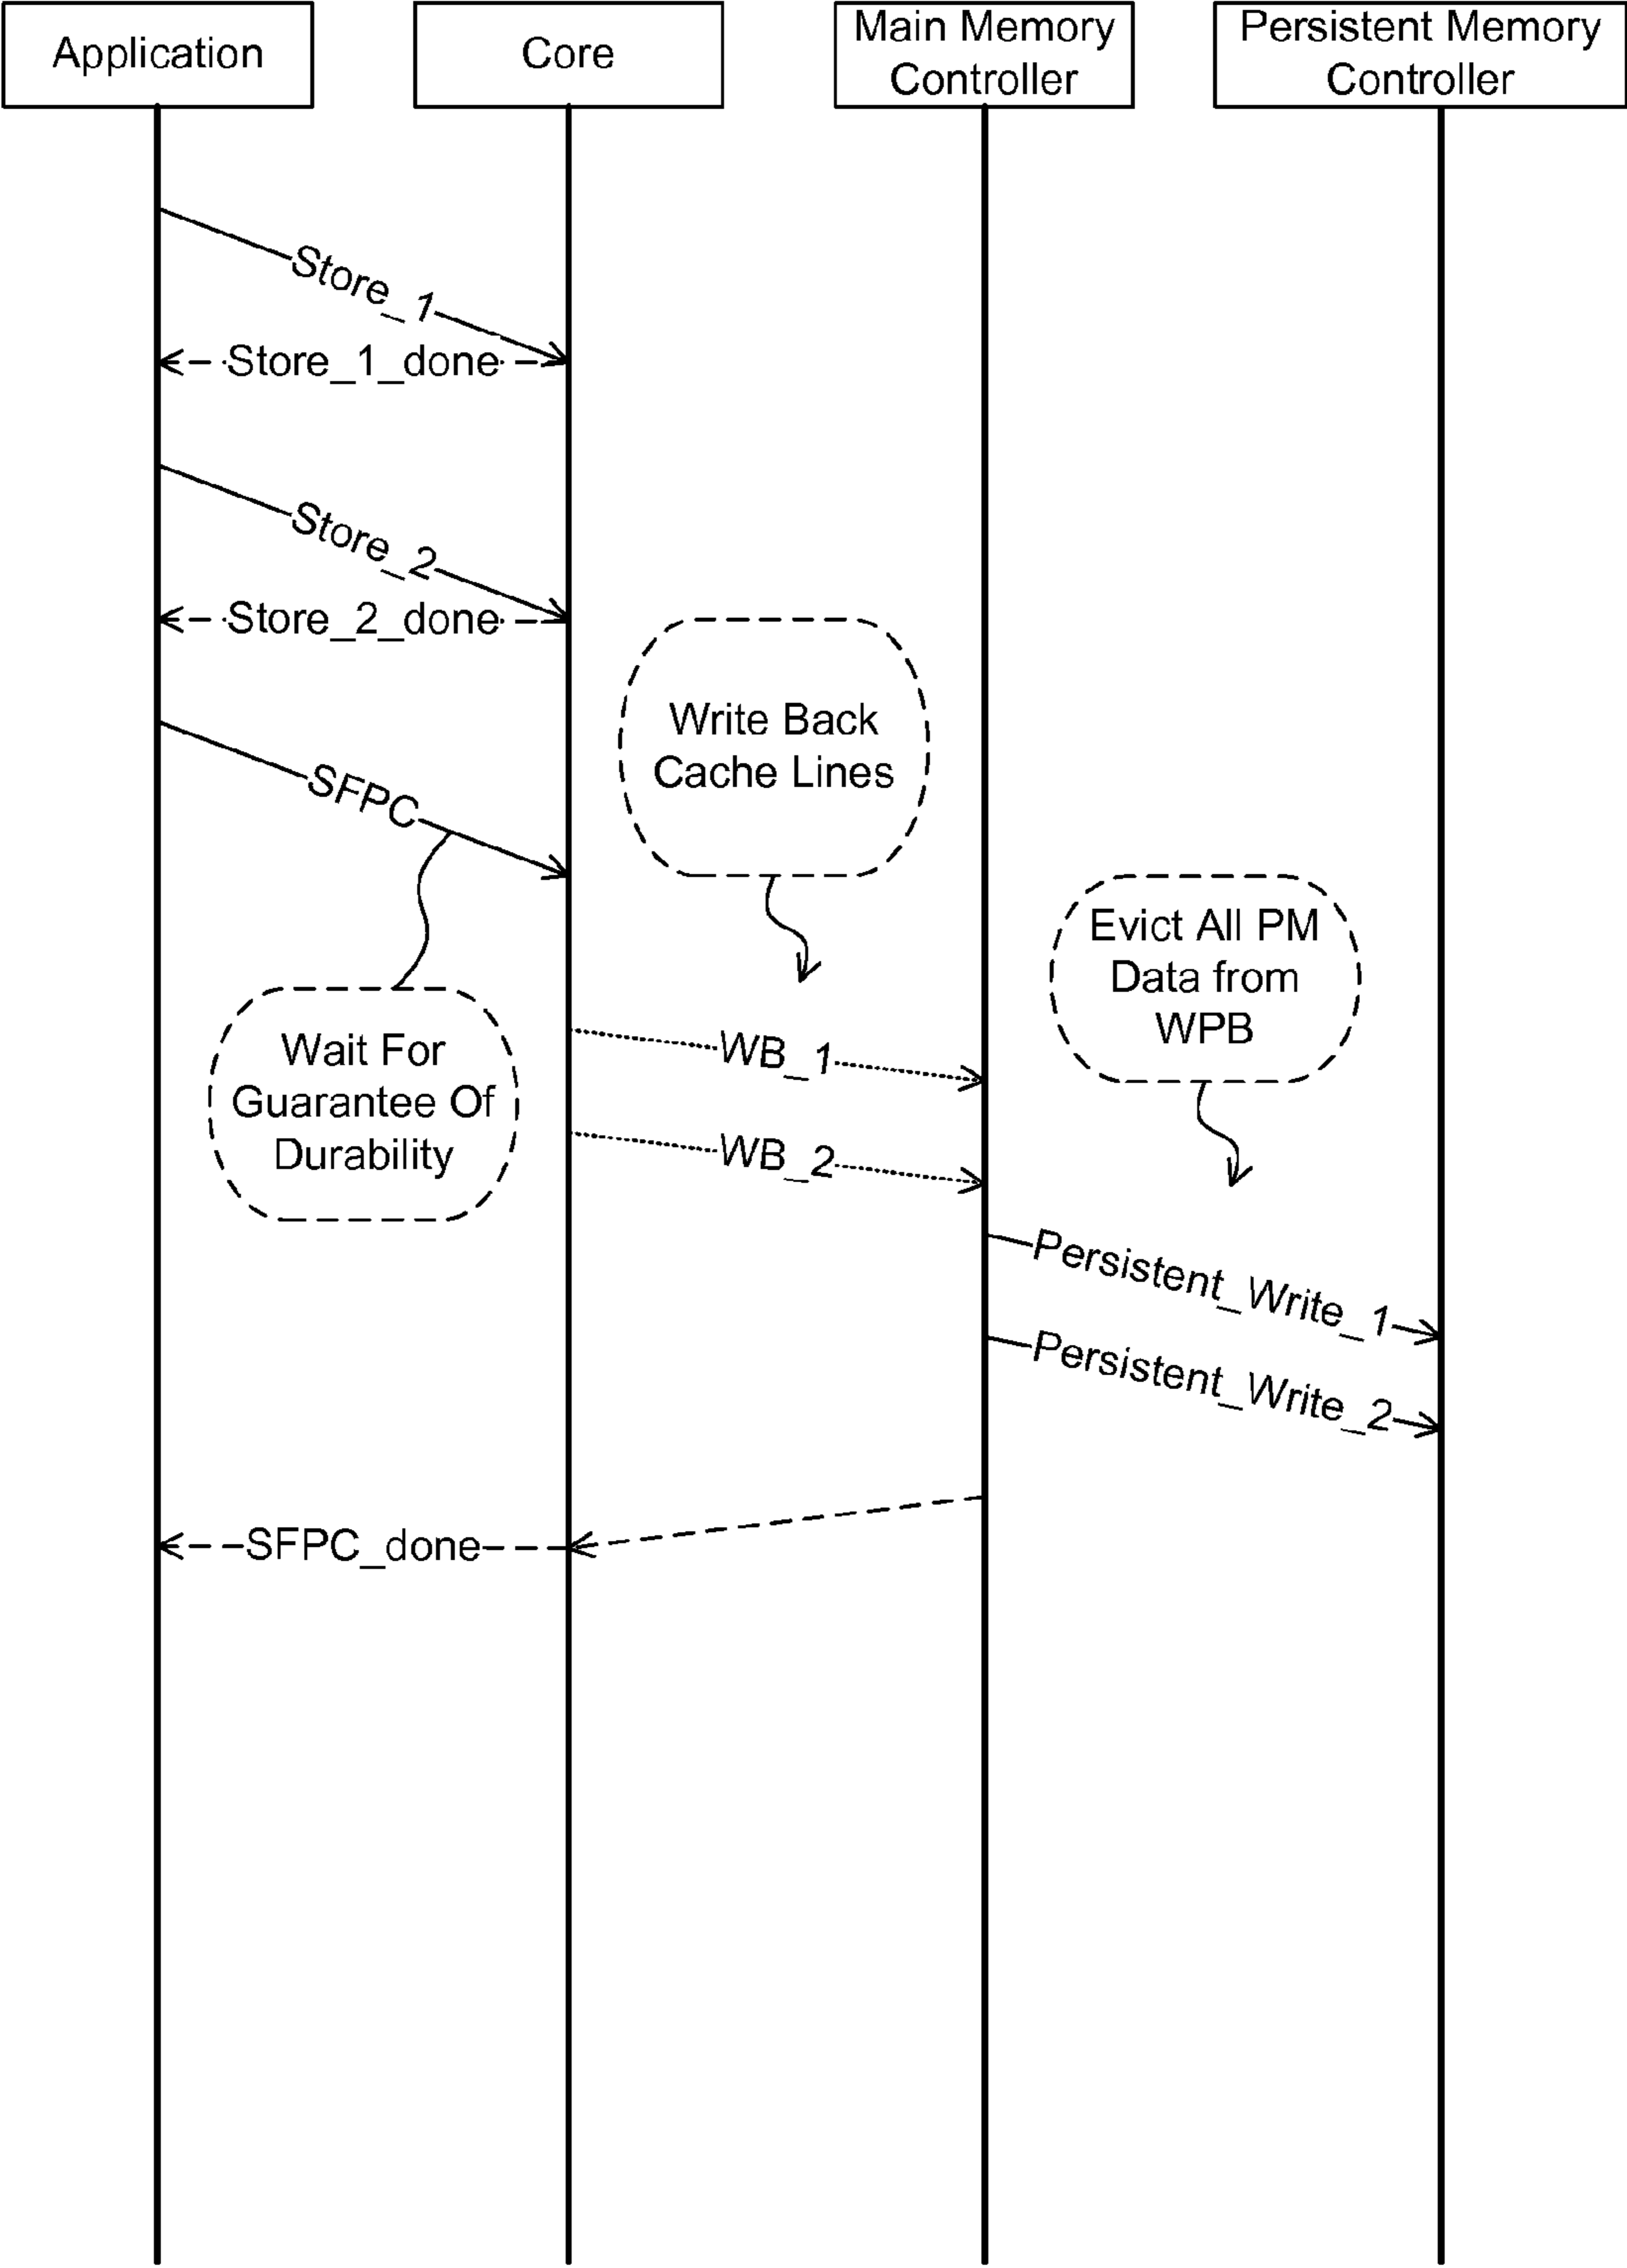 Application
Core
Main Memory
Controller
Persistent Memory
Controller
Store_1
Store_1_done
Store_2
Store_2_done
SFPC
Write Back
Cache Lines
Evict All PM
Data from
WPB
Wait For
Guarantee Of
Durability
WB_1
WB_2
Persistent_Write_1
Persistent_Write_2
SFPC_done